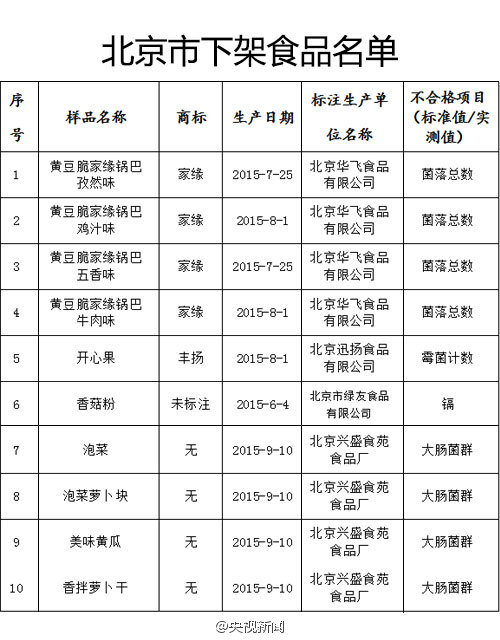 北京市下架食品名单
序号 样品名称 商标 生产日期 标注生产单位名称 不合格项目(标准值/实测值)
1 黄豆脆家缘锅巴孜然味 家缘 2015-7-25 北京华飞食品有限公司 菌落总数
2 黄豆脆家缘锅巴鸡汁味 家缘 2015-8-1 北京华飞食品有限公司 菌落总数
3 黄豆脆家缘锅巴五香味 家缘 2015-7-25 北京华飞食品有限公司 菌落总数
4 黄豆脆家缘锅巴牛肉味 家缘 2015-8-1 北京华飞食品有限公司 菌落总数
5 开心果 丰扬 2015-8-1 北京迅扬食品有限公司 霉菌计数
6 香菇粉 未标注 2015-6-4 北京市绿友食品有限公司 镉
7 泡菜 无 2015-9-10 北京兴盛食苑食品厂 大肠菌群
8 泡菜萝卜块 无 2015-9-10 北京兴盛食苑食品厂 大肠菌群
9 美味黄瓜 无 2015-9-10 北京兴盛食苑食品厂 大肠菌群
10 香拌萝卜干 无 2015-9-10 北京兴盛食苑食品厂 大肠菌群
@央视新闻